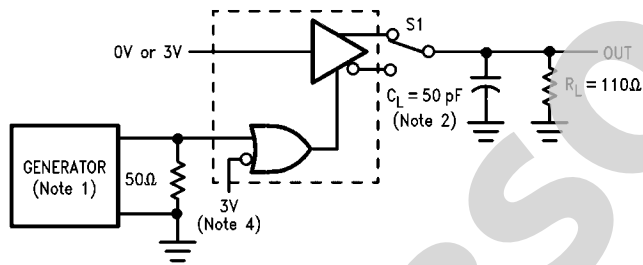 S1
0V or 3V
OUT
C_L = 50 pF
(Note 2)
R_L = 110Ω
GENERATOR
(Note 1)
50Ω
3V
(Note 4)